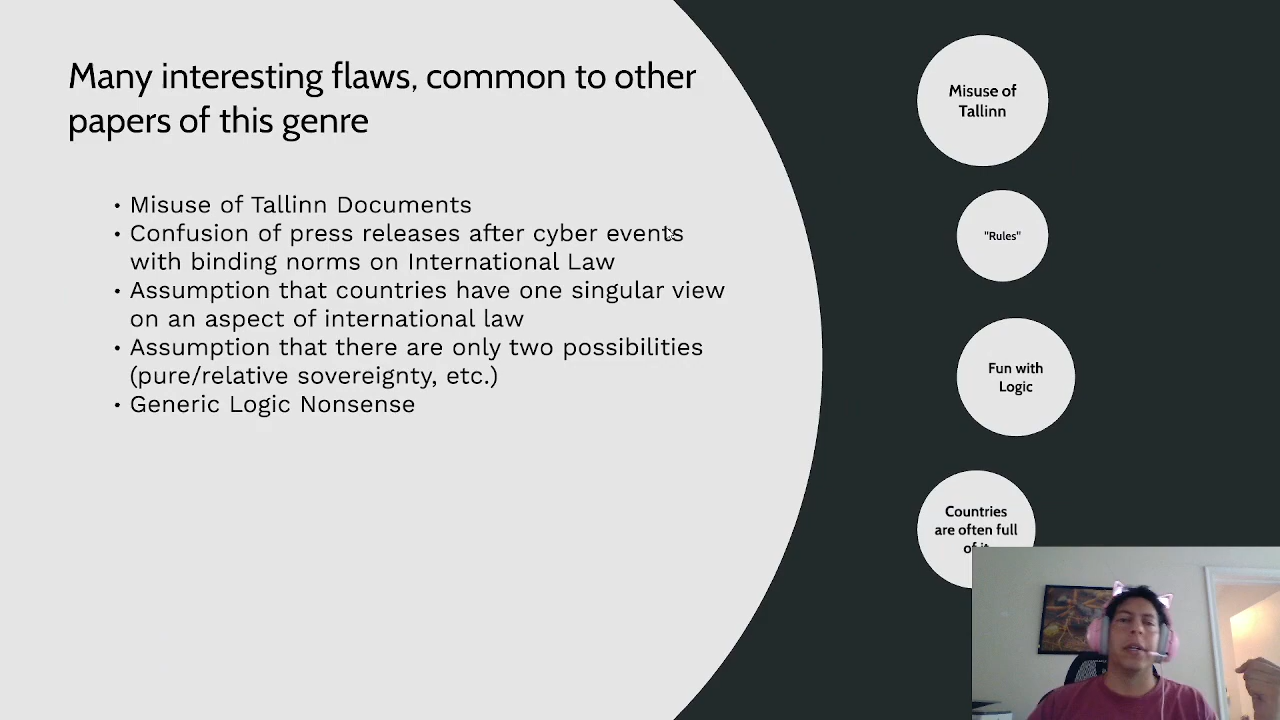 Many interesting flaws, common to other
papers of this genre
• Misuse of Tallinn Documents
• Confusion of press releases after cyber events
with binding norms on International Law
• Assumption that countries have one singular view
on an aspect of international law
• Assumption that there are only two possibilities
(pure/relative sovereignty, etc.)
• Generic Logic Nonsense
Misuse of
Tallinn
"Rules"
Fun with
Logic
Countries
are often full
of it